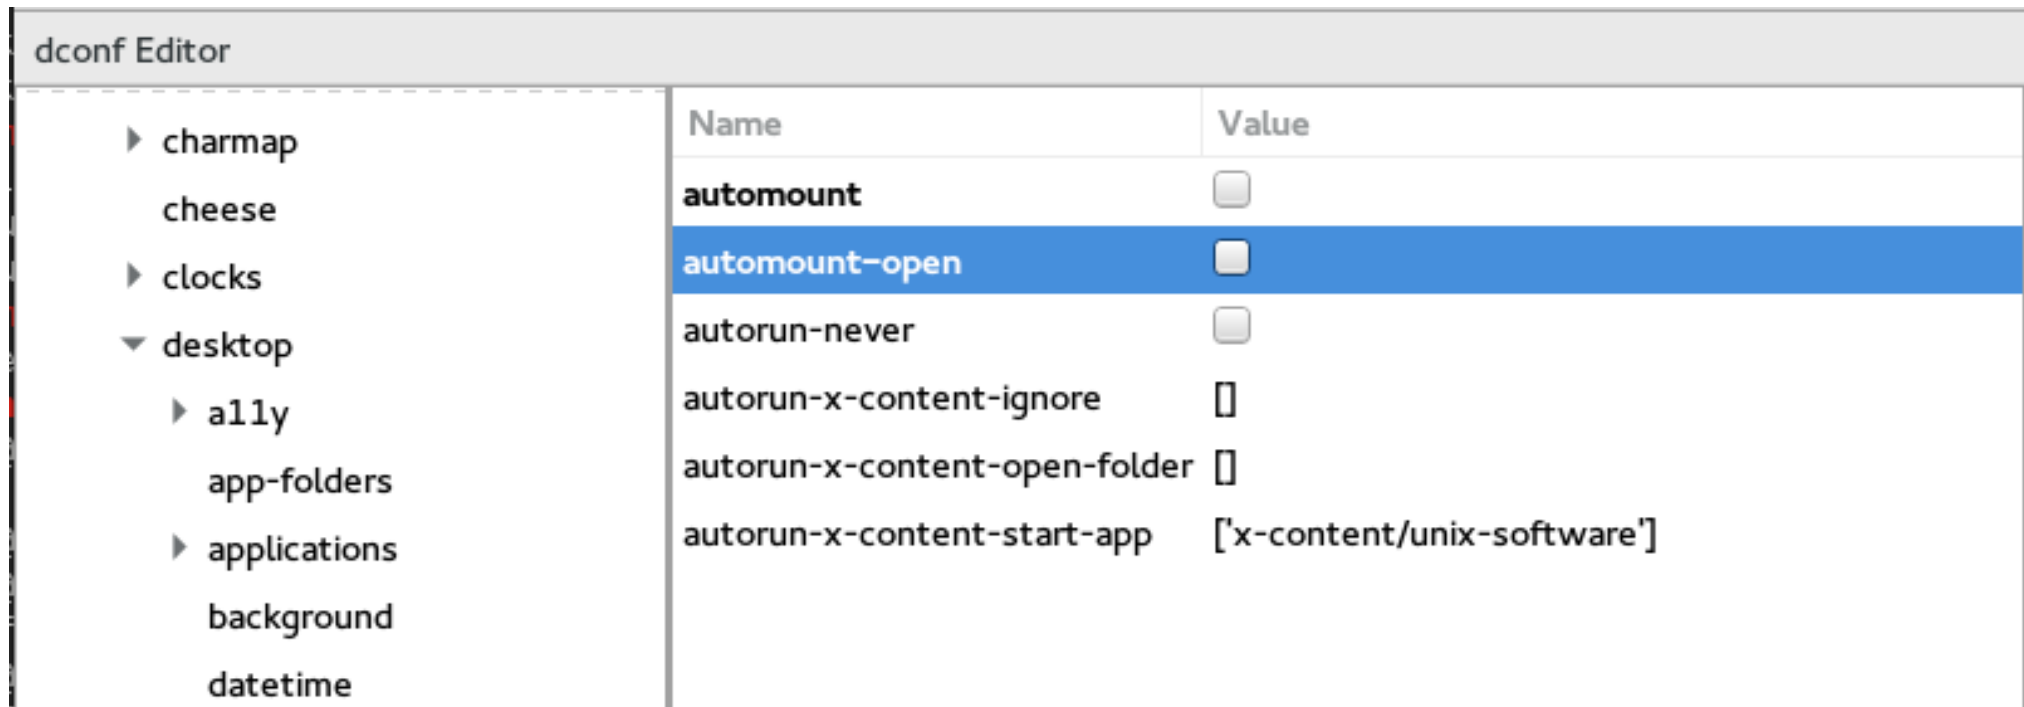 dconf Editor
charmap
cheese
clocks
desktop
a11y
app-folders
applications
background
datetime
Name Value
automount
automount-open
autorun-never
autorun-x-content-ignore []
autorun-x-content-open-folder []
autorun-x-content-start-app ['x-content/unix-software']